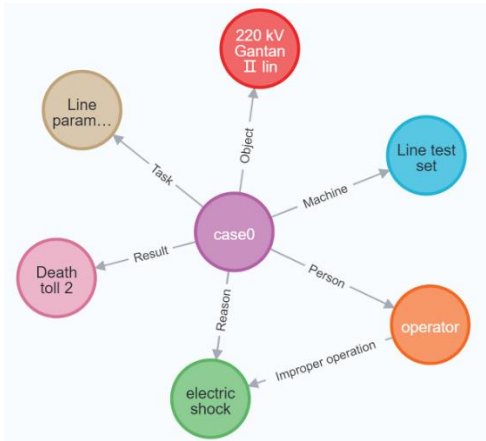 220 kV
Gantan
II lin
Line
param…
Object
Line test
set
Task
Machine
case0
Result
Death
toll 2
Person
Reason
operator
Improper operation
electric
shock